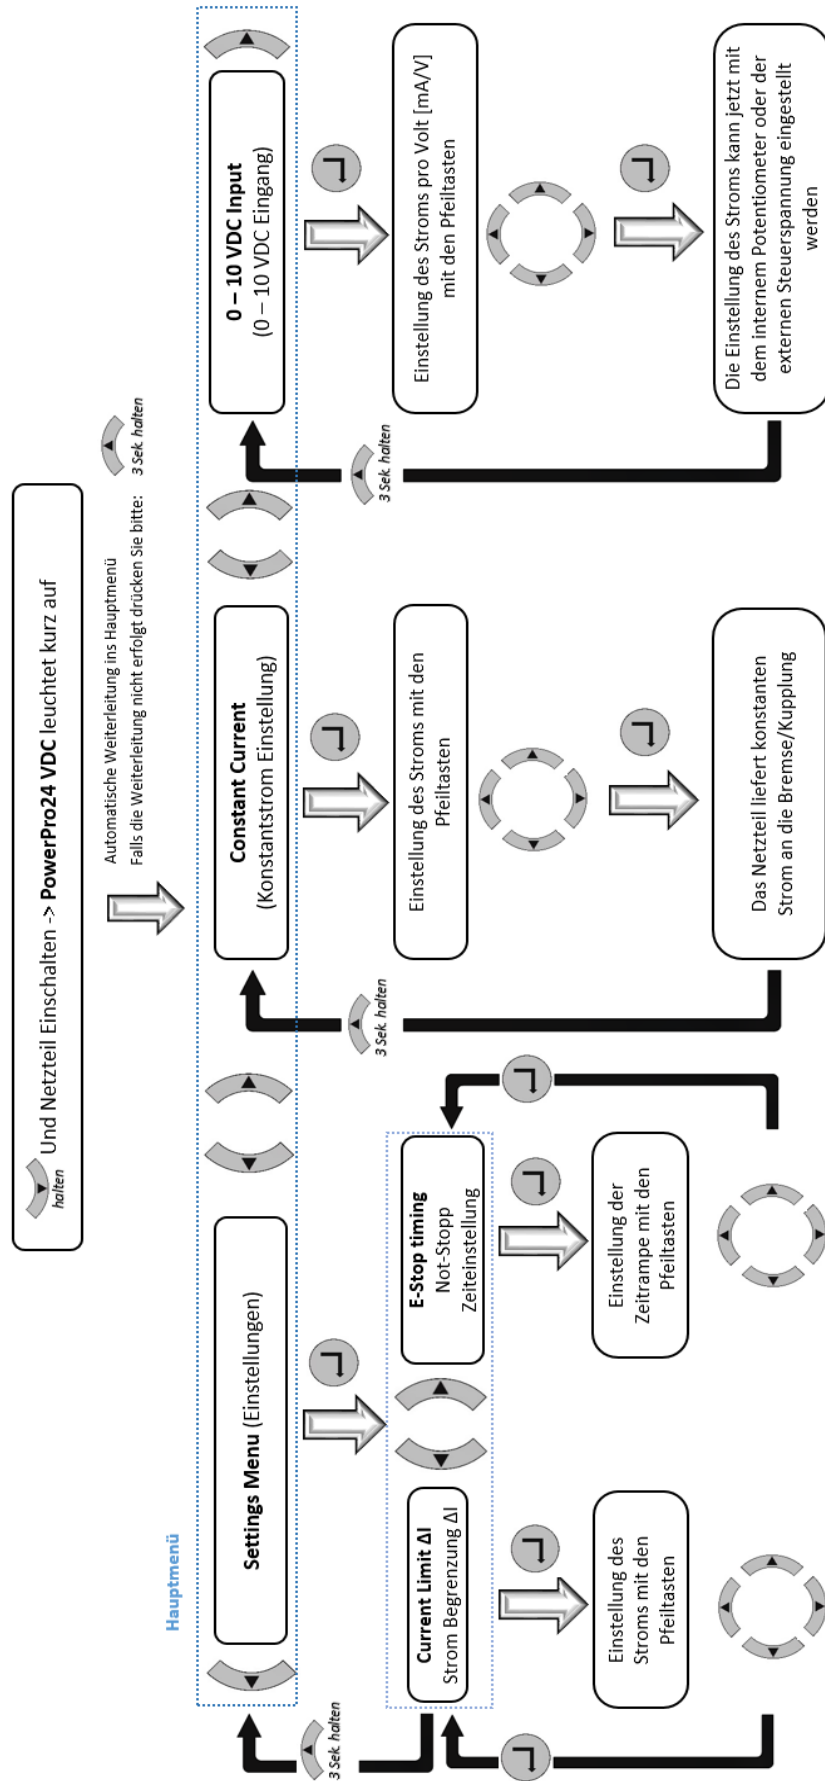 halten
Und Netzteil Einschalten -> PowerPro24 VDC leuchtet kurz auf
Automatische Weiterleitung ins Hauptmenü
Falls die Weiterleitung nicht erfolgt drücken Sie bitte:
3 Sek. halten
Hauptmenü
Settings Menu (Einstellungen)
Constant Current
(Konstantstrom Einstellung)
0 – 10 VDC Input
(0 – 10 VDC Eingang)
3 Sek. halten
Current Limit ΔI
Strom Begrenzung ΔI
E-Stop timing
Not-Stopp
Zeiteinstellung
3 Sek. halten
Einstellung des Stroms mit den
Pfeiltasten
3 Sek. halten
Einstellung des Stroms pro Volt [mA/V]
mit den Pfeiltasten
Einstellung des
Stroms mit den
Pfeiltasten
Einstellung der
Zeitrampe mit den
Pfeiltasten
Das Netzteil liefert konstanten
Strom an die Bremse/Kupplung
Die Einstellung des Stroms kann jetzt mit
dem internem Potentiometer oder der
externen Steuerspannung eingestellt
werden